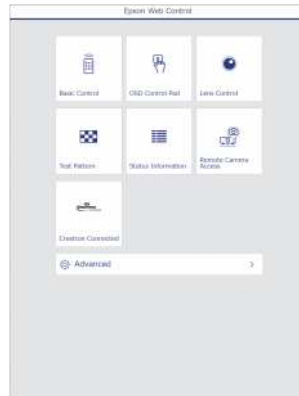 Epson Web Control
Basic Control
OSD Control Pad
Lens Control
Test Pattern
Status Information
Remote Camera
Access
Crestron Connected
Advanced